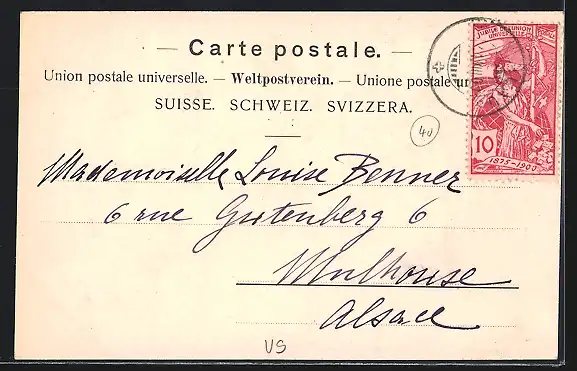 — Carte postale. —
Union postale universelle. — Weltpostverein. — Unione postale un
SUISSE. SCHWEIZ. SVIZZERA.
40
10
1875-1900
Mademoiselle Louise Benner
6 rue Gutenberg 6
Mulhouse
Alsace
VS